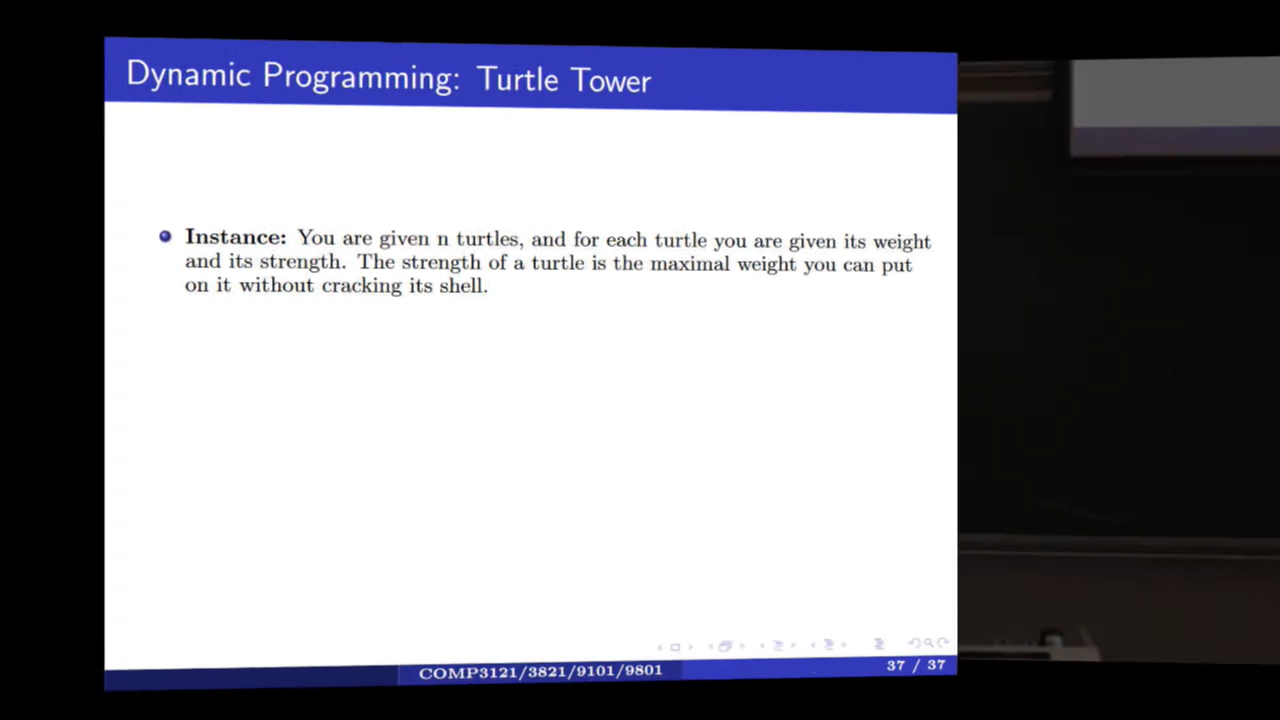 Dynamic Programming: Turtle Tower
Instance: You are given n turtles, and for each turtle you are given its weight
and its strength. The strength of a turtle is the maximal weight you can put
on it without cracking its shell.
COMP3121/3821/9101/9801
37 / 37